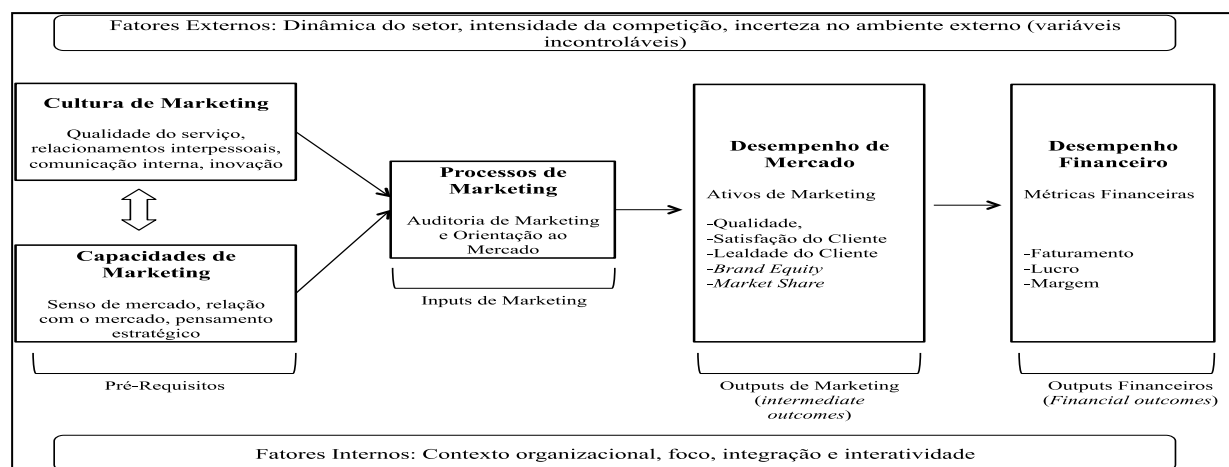 Fatores Externos: Dinâmica do setor, intensidade da competição, incerteza no ambiente externo (variáveis
incontroláveis)
Cultura de Marketing
Qualidade do serviço,
relacionamentos interpessoais,
comunicação interna, inovação
Capacidades de
Marketing
Senso de mercado, relação
com o mercado, pensamento
estratégico
Pré-Requisitos
Processos de
Marketing
Auditoria de Marketing
e Orientação ao
Mercado
Inputs de Marketing
Desempenho de
Mercado
Ativos de Marketing
-Qualidade,
-Satisfação do Cliente
-Lealdade do Cliente
-Brand Equity
-Market Share
Outputs de Marketing
(intermediate
outcomes)
Desempenho
Financeiro
Métricas Financeiras
-Faturamento
-Lucro
-Margem
Outputs Financeiros
(Financial outcomes)
Fatores Internos: Contexto organizacional, foco, integração e interatividade